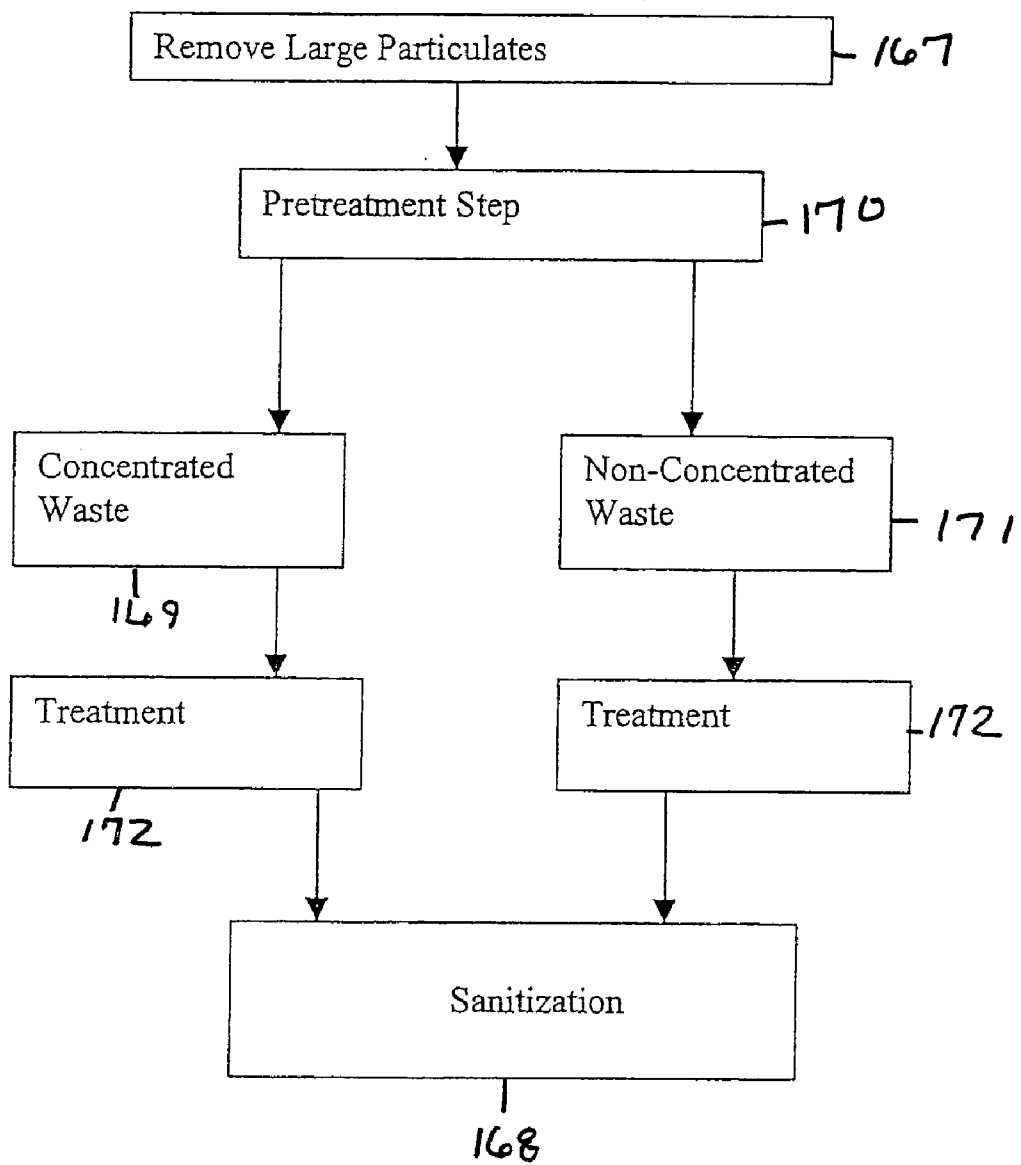 Remove Large Particulates
167
Pretreatment Step
170
Concentrated
Waste
Non-Concentrated
Waste
171
169
Treatment
Treatment
172
172
Sanitization
168